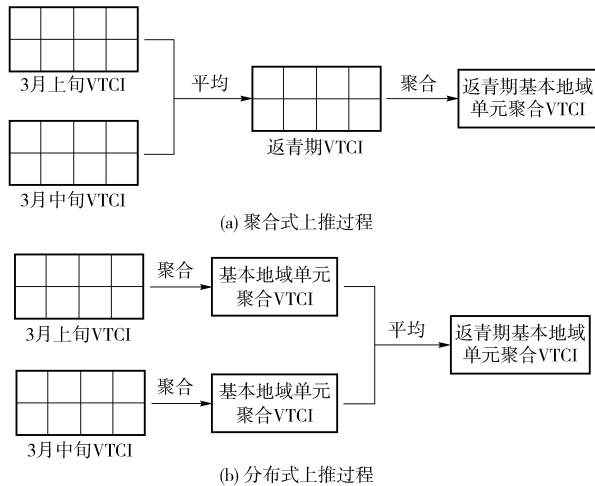 3月上旬VTCI
平均
聚合
返青期基本地域
单元聚合VTCI
返青期VTCI
3月中旬VTCI
(a) 聚合式上推过程
聚合
基本地域单元
聚合VTCI
3月上旬VTCI
平均
返青期基本地域
单元聚合VTCI
聚合
基本地域单元
聚合VTCI
3月中旬VTCI
(b) 分布式上推过程